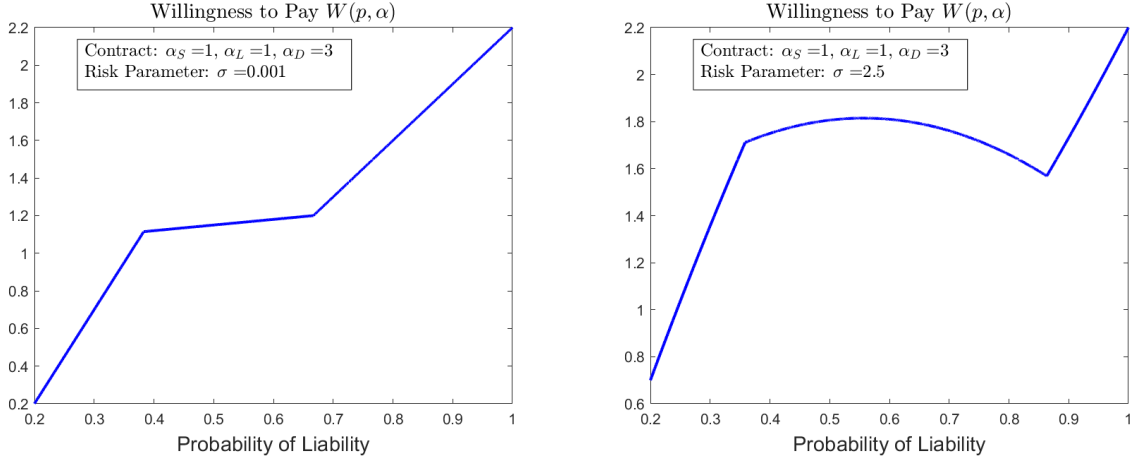 Willingness to Pay W(p, α)
Contract: α_S =1, α_L =1, α_D =3
Risk Parameter: σ =0.001
2.2
2
1.8
1.6
1.4
1.2
1
0.8
0.6
0.4
0.2
0.2 0.3 0.4 0.5 0.6 0.7 0.8 0.9 1
Probability of Liability
Willingness to Pay W(p, α)
Contract: α_S =1, α_L =1, α_D =3
Risk Parameter: σ =2.5
2.2
2
1.8
1.6
1.4
1.2
1
0.8
0.6
0.2 0.3 0.4 0.5 0.6 0.7 0.8 0.9 1
Probability of Liability